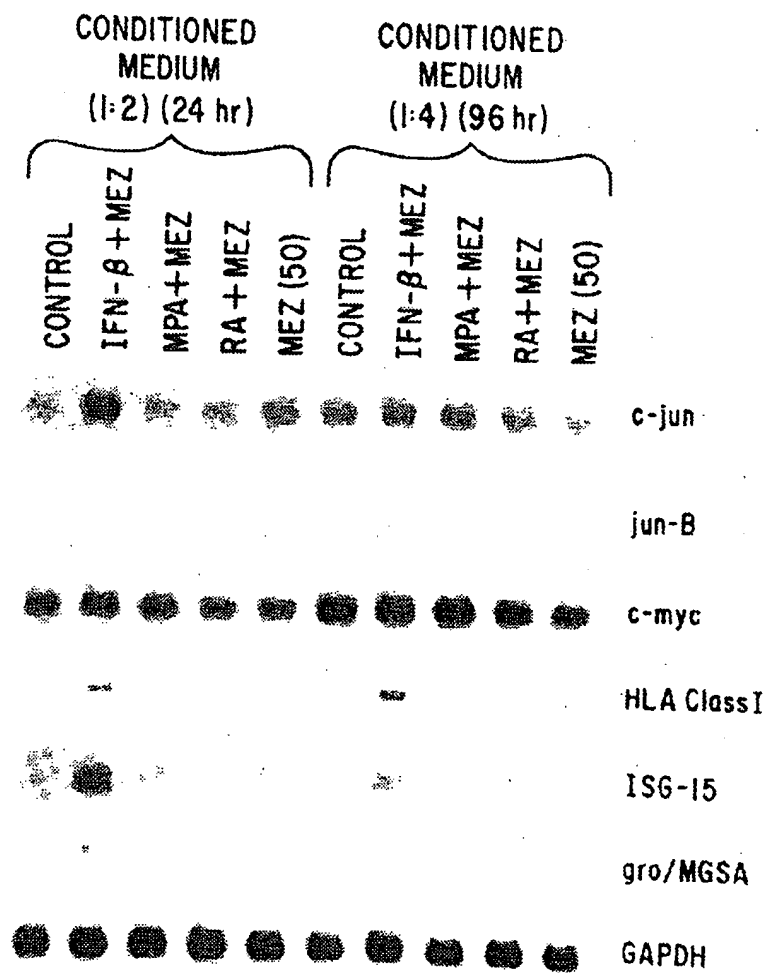 CONDITIONED
MEDIUM
(1:2) (24 hr)
CONDITIONED
MEDIUM
(1:4) (96 hr)
CONTROL
IFN-β+MEZ
MPA+MEZ
RA+MEZ
MEZ (50)
CONTROL
IFN-β+MEZ
MPA+MEZ
RA+MEZ
MEZ (50)
c-jun
jun-B
c-myc
HLA Class I
ISG-15
gro/MGSA
GAPDH